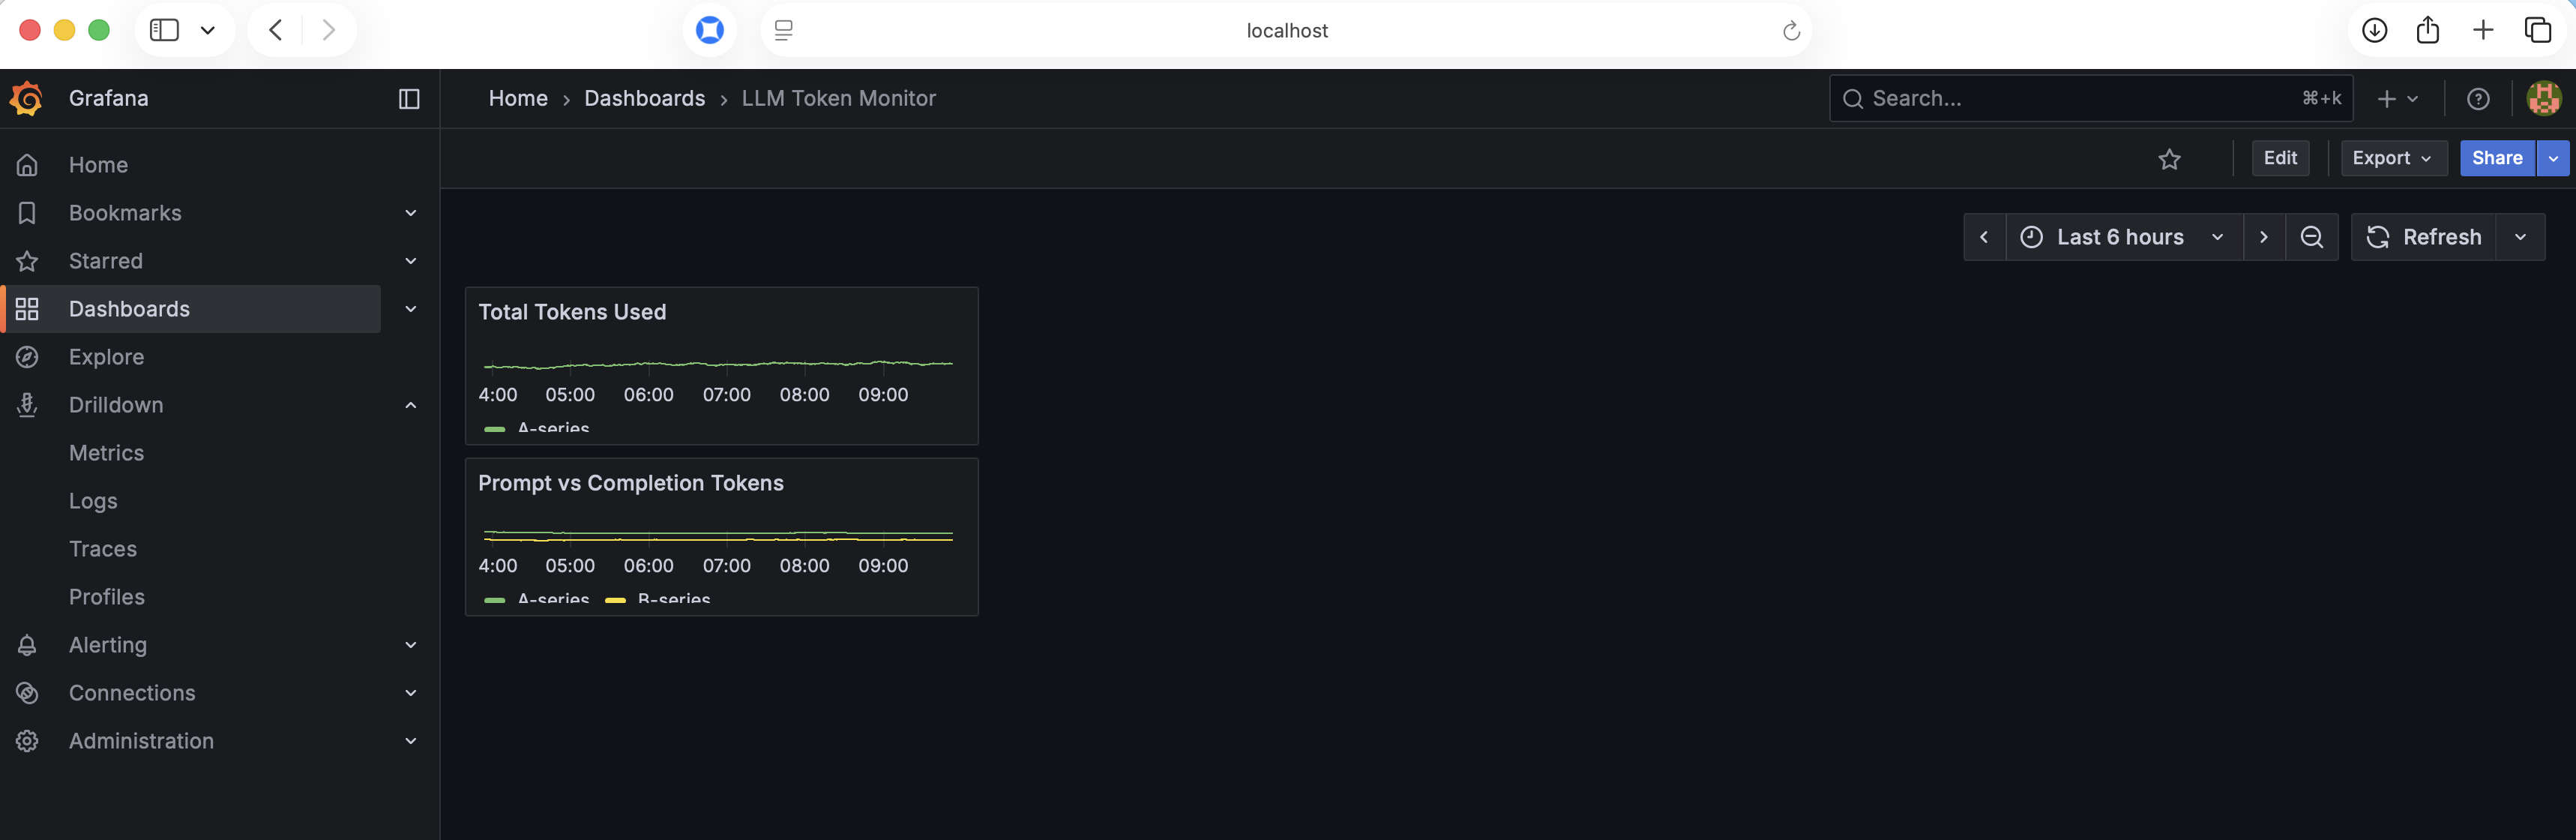 localhost
Grafana
Home › Dashboards › LLM Token Monitor
Search...
⌘+k
Edit
Export
Share
Home
Bookmarks
Starred
Dashboards
Explore
Drilldown
Metrics
Logs
Traces
Profiles
Alerting
Connections
Administration
Last 6 hours
Refresh
Total Tokens Used
4:00 05:00 06:00 07:00 08:00 09:00
A-series
Prompt vs Completion Tokens
4:00 05:00 06:00 07:00 08:00 09:00
A-series B-series